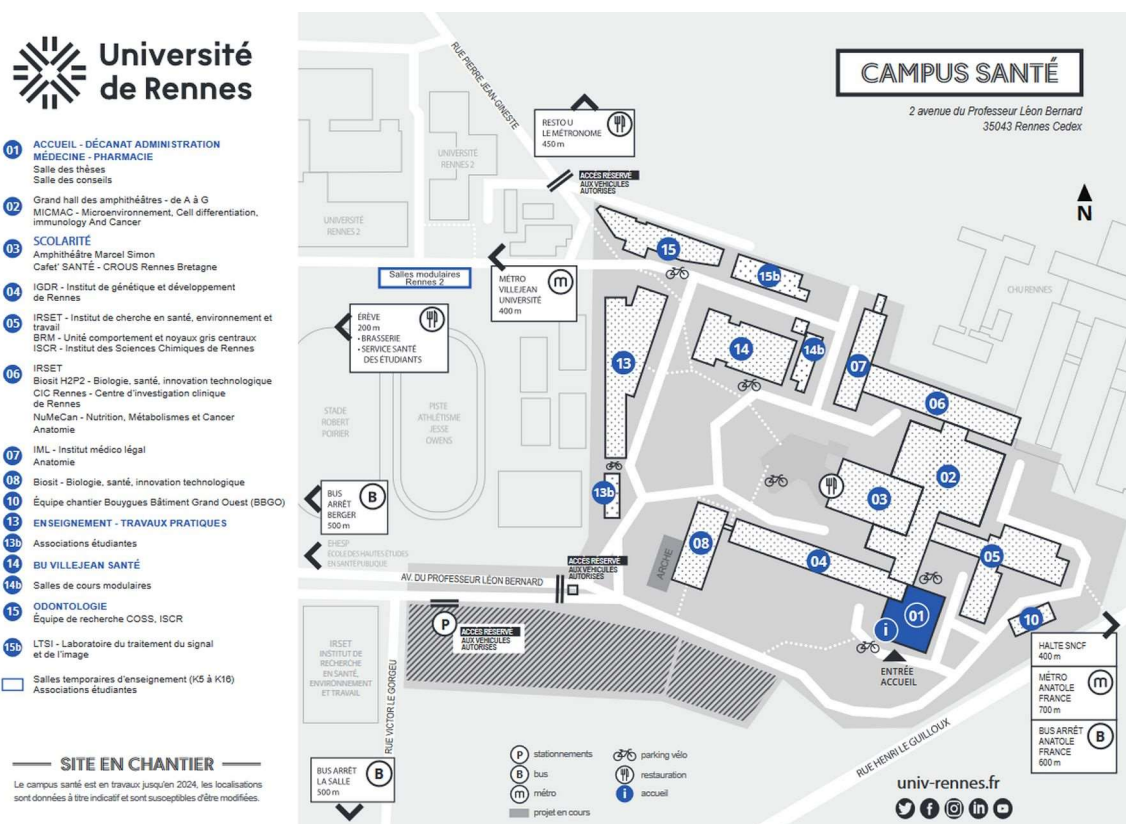 Université
de Rennes
01 ACCUEIL - DÉCANAT ADMINISTRATION
MÉDECINE - PHARMACIE
Salle des thèses
Salle des conseils
02 Grand hall des amphithéâtres - de A à G
MICMAC - Microenvironnement, Cell differentiation,
immunology And Cancer
03 SCOLARITÉ
Amphithéâtre Marcel Simon
Cafet' SANTÉ - CROUS Rennes Bretagne
04 IGDR - Institut de génétique et développement
de Rennes
05 IRSET - Institut de cherche en santé, environnement et
travail
BRM - Unité comportement et noyaux gris centraux
ISCR - Institut des Sciences Chimiques de Rennes
06 IRSET
Biosit H2P2 - Biologie, santé, innovation technologique
CIC Rennes - Centre d'investigation clinique
de Rennes
NuMeCan - Nutrition, Métabolismes et Cancer
Anatomie
07 IML - Institut médico légal
Anatomie
08 Biosit - Biologie, santé, innovation technologique
10 Équipe chantier Bouygues Bâtiment Grand Ouest (BBGO)
13 ENSEIGNEMENT - TRAVAUX PRATIQUES
13b Associations étudiantes
14 BU VILLEJEAN SANTÉ
14b Salles de cours modulaires
15 ODONTOLOGIE
Équipe de recherche COSS, ISCR
15b LTSI - Laboratoire du traitement du signal
et de l'image
Salles temporaires d'enseignement (K5 à K16)
Associations étudiantes
SITE EN CHANTIER
Le campus santé est en travaux jusqu'en 2024, les localisations
sont données à titre indicatif et sont susceptibles d'être modifiées.
CAMPUS SANTÉ
2 avenue du Professeur Léon Bernard
35043 Rennes Cedex
N
RUE PIERRE JEAN-GINESTE
RESTO U
LE MÉTRONOME
450 m
ACCÈS RÉSERVÉ
AUX VÉHICULES
AUTORISÉS
UNIVERSITÉ
RENNES 2
UNIVERSITÉ
RENNES 2
Salles modulaires
Rennes 2
MÉTRO
VILLEJEAN
UNIVERSITÉ
400 m
m
ÉRÈVE
200 m
• BRASSERIE
• SERVICE SANTÉ
DES ÉTUDIANTS
STADE
ROBERT
POIRIER
PISTE
ATHLÉTISME
JESSE
OWENS
BUS
ARRÊT
BERGER
500 m
B
EHESP
ÉCOLE DES HAUTES ÉTUDES
EN SANTÉ PUBLIQUE
AV. DU PROFESSEUR LÉON BERNARD
ACCÈS RÉSERVÉ
AUX VÉHICULES
AUTORISÉS
P
ACCÈS RÉSERVÉ
AUX VÉHICULES
AUTORISÉS
IRSET
INSTITUT DE
RECHERCHE
EN SANTÉ,
ENVIRONNEMENT
ET TRAVAIL
RUE VICTOR LE GORGEU
BUS ARRÊT
LA SALLE
500 m
B
15
15b
13
14
14b
07
06
02
03
13b
08
ARCHE
04
05
01
i
10
CHU RENNES
ENTRÉE
ACCUEIL
HALTE SNCF
400 m
MÉTRO
ANATOLE
FRANCE
700 m
m
BUS ARRÊT
ANATOLE
FRANCE
600 m
B
RUE HENRI LE GUILLOUX
P stationnements
B bus
m métro
projet en cours
parking vélo
restauration
i accueil
univ-rennes.fr